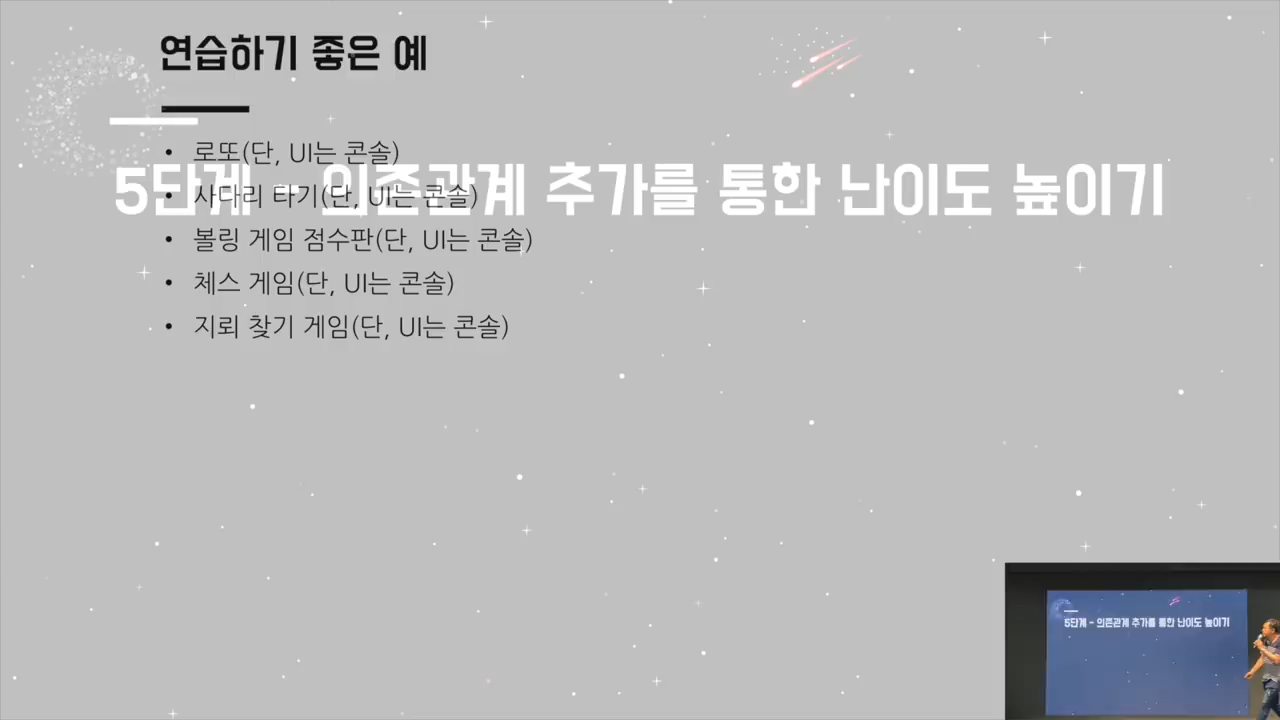 연습하기 좋은 예
• 로또(단, UI는 콘솔)
5단계 - 의존관계 추가를 통한 난이도 높이기
• 사다리 타기(단, UI는 콘솔)
• 볼링 게임 점수판(단, UI는 콘솔)
• 체스 게임(단, UI는 콘솔)
• 지뢰 찾기 게임(단, UI는 콘솔)
5단계 - 의존관계 추가를 통한 난이도 높이기